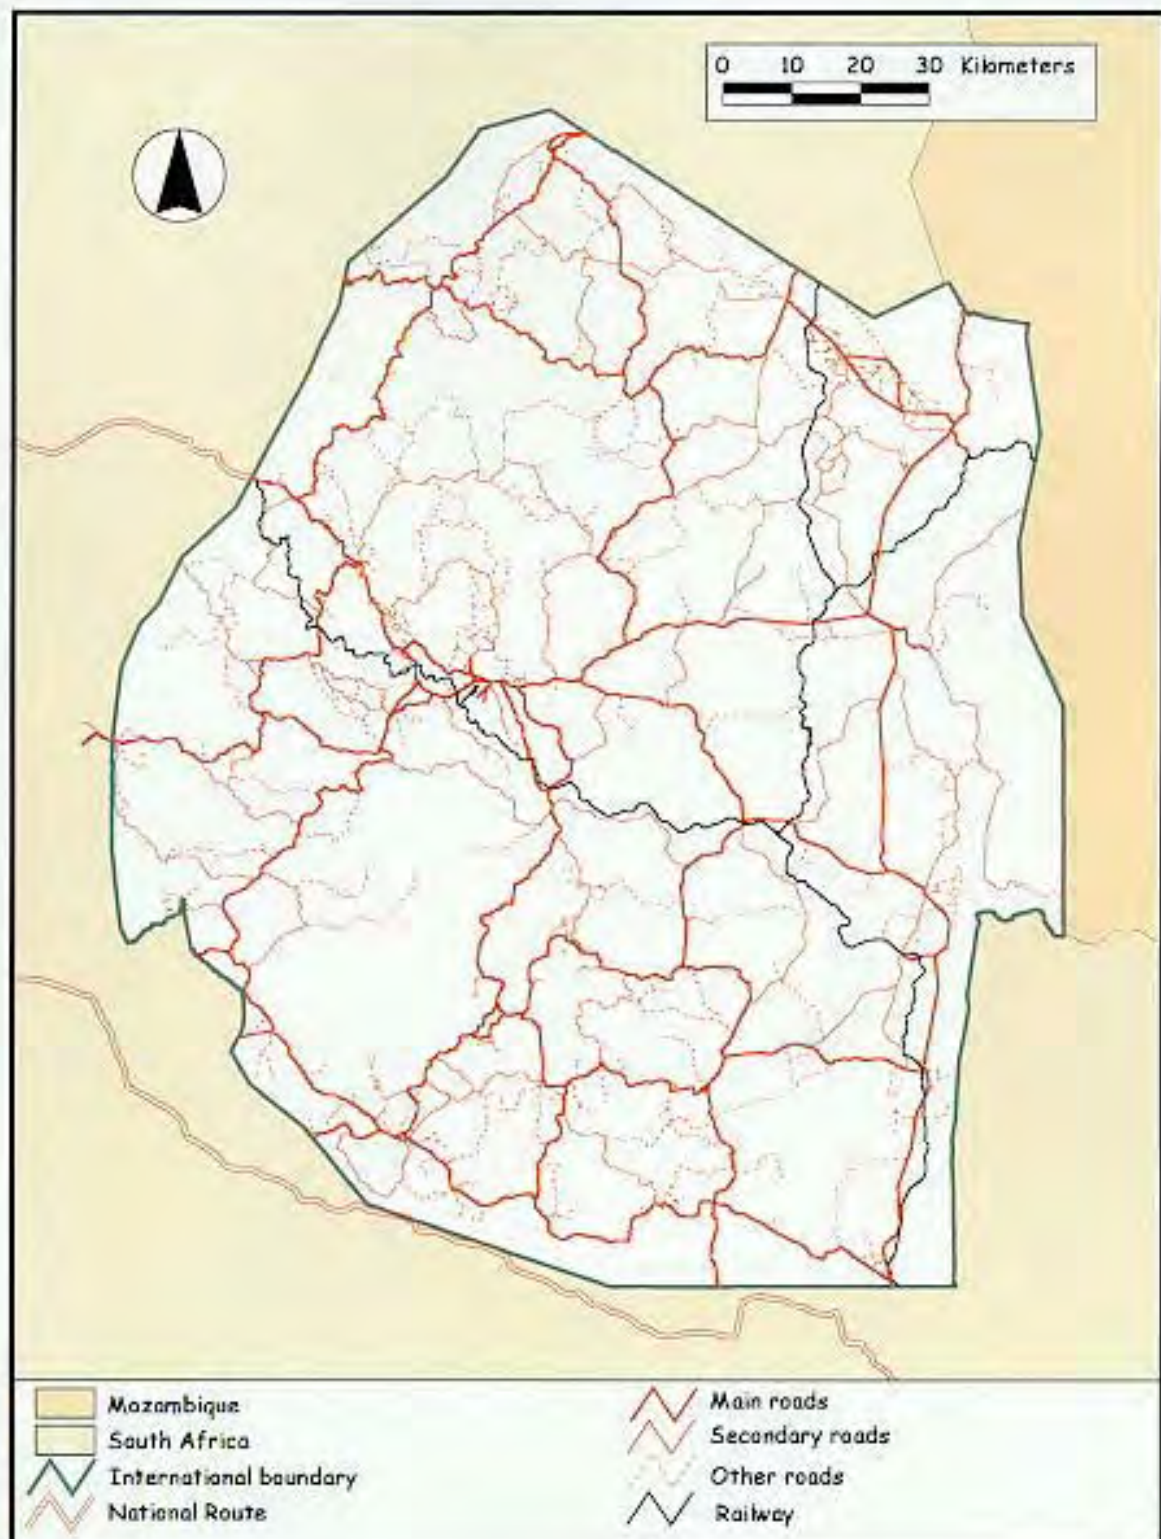 0 10 20 30 Kilometers
Mozambique
South Africa
International boundary
National Route
Main roads
Secondary roads
Other roads
Railway